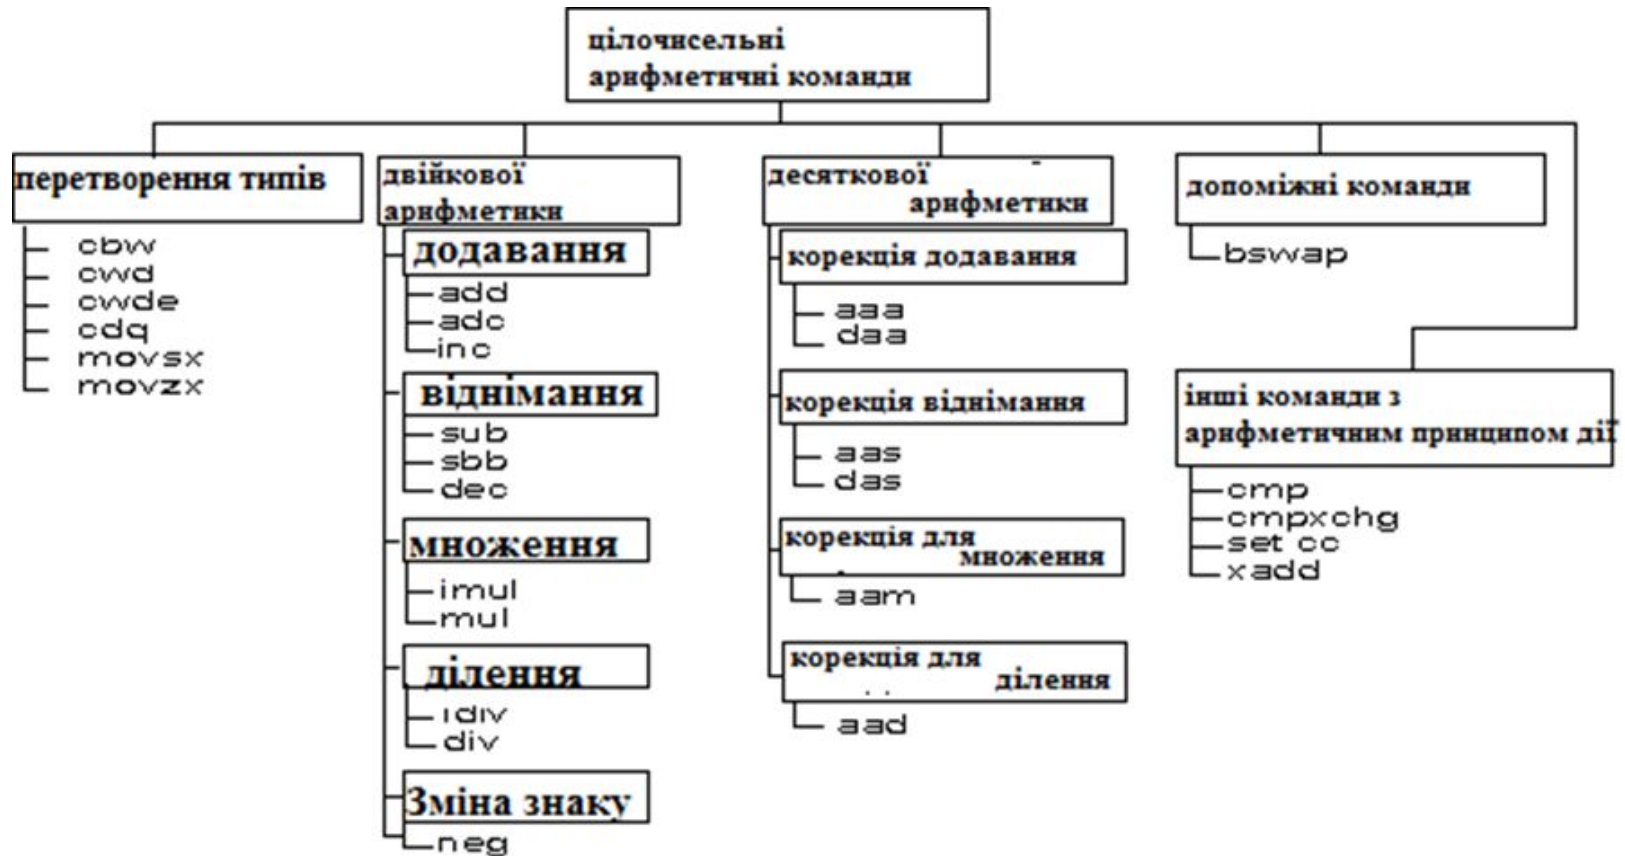 цілочисельні
арифметичні команди
перетворення типів
cbw
cwd
cwde
cdq
movsx
movzx
двійкової
арифметики
додавання
add
adc
inc
віднімання
sub
sbb
dec
множення
imul
mul
ділення
idiv
div
Зміна знаку
neg
десяткової
арифметики
корекція додавання
aaa
daa
корекція віднімання
aas
das
корекція для
множення
aam
корекція для
ділення
aad
допоміжні команди
bswap
інші команди з
арифметичним принципом дії
cmp
cmpxchg
set cc
xadd